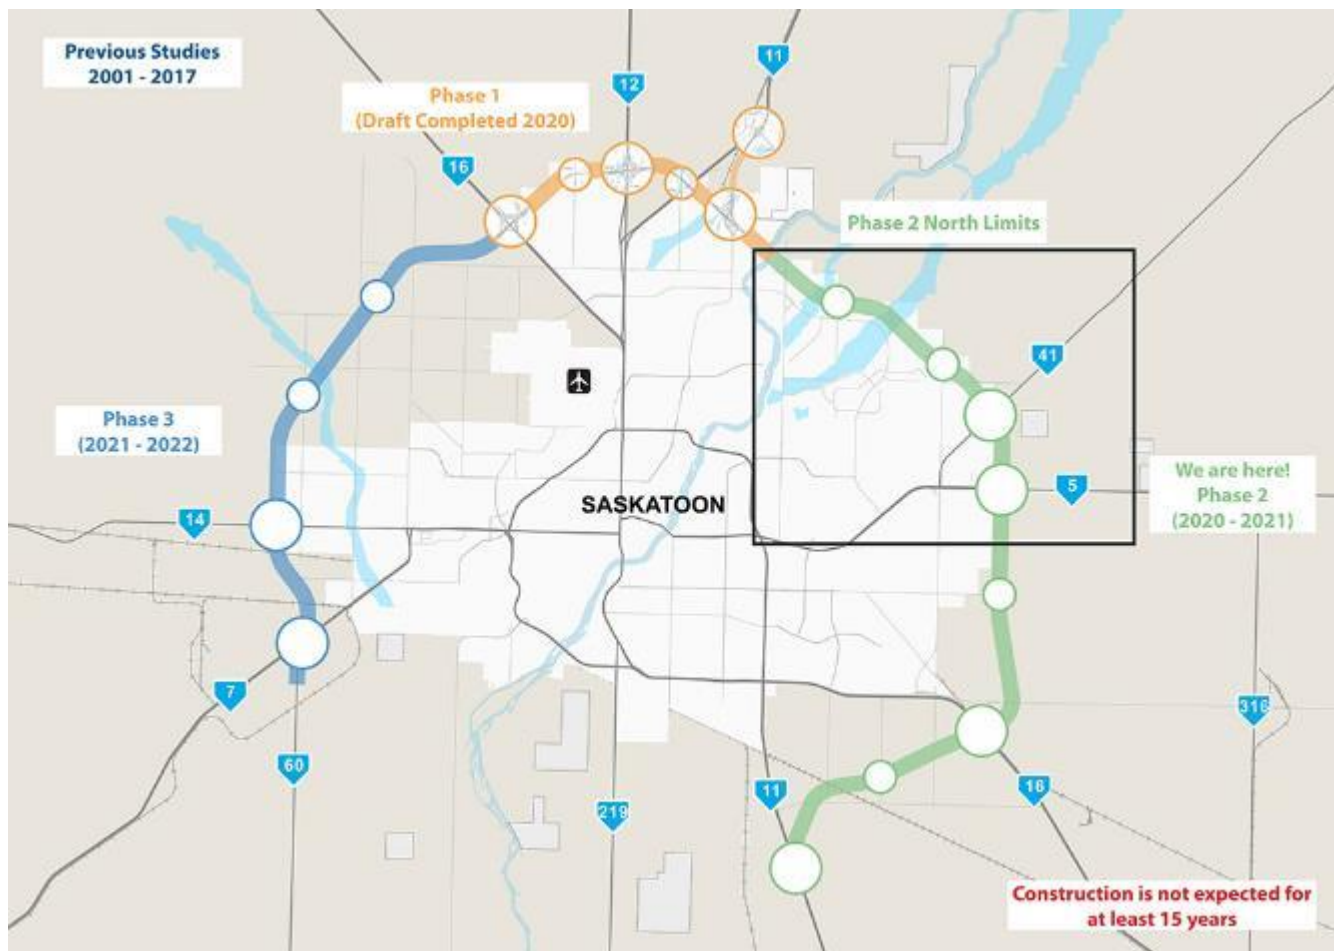 Previous Studies
2001 - 2017
Phase 1
(Draft Completed 2020)
12
11
16
Phase 2 North Limits
41
Phase 3
(2021 - 2022)
We are here!
Phase 2
(2020 - 2021)
5
SASKATOON
14
7
316
60
219
11
16
Construction is not expected for
at least 15 years